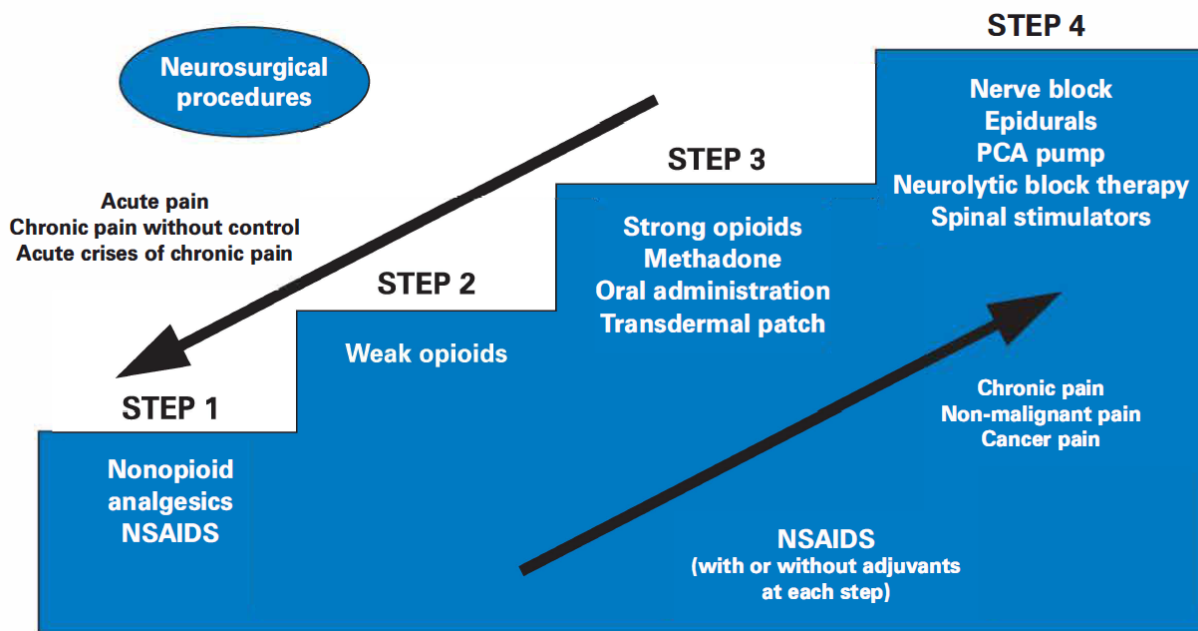 STEP 4
Neurosurgical
procedures
Nerve block
Epidurals
PCA pump
Neurolytic block therapy
Spinal stimulators
STEP 3
Acute pain
Chronic pain without control
Acute crises of chronic pain
Strong opioids
Methadone
Oral administration
Transdermal patch
STEP 2
Weak opioids
STEP 1
Chronic pain
Non-malignant pain
Cancer pain
Nonopioid
analgesics
NSAIDS
NSAIDS
(with or without adjuvants
at each step)